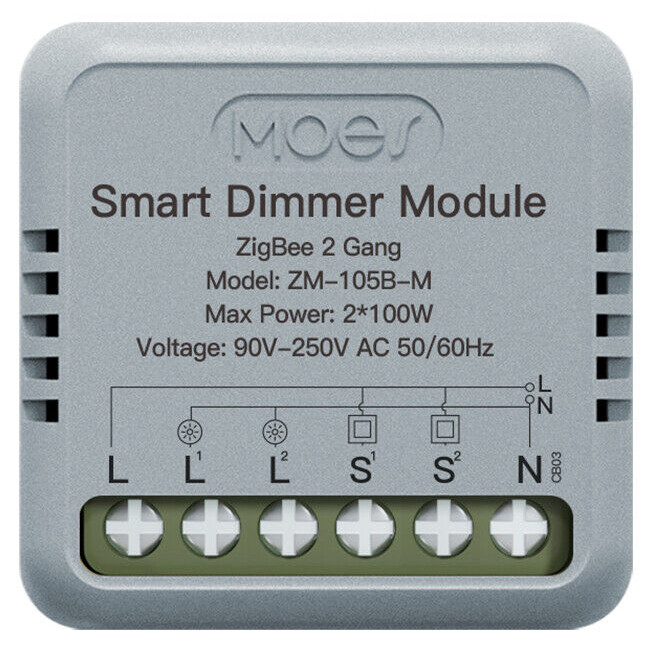 MOES
Smart Dimmer Module
ZigBee 2 Gang
Model: ZM-105B-M
Max Power: 2*100W
Voltage: 90V-250V AC 50/60Hz
L
N
L L¹ L² S¹ S² N CB03